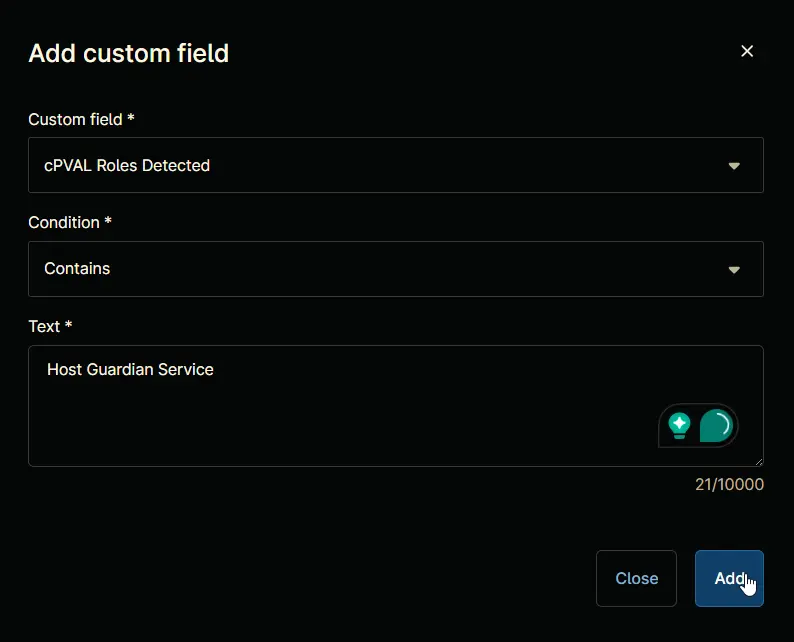 Add custom field
Custom field *
cPVAL Roles Detected
Condition *
Contains
Text *
Host Guardian Service
21/10000
Close
Add